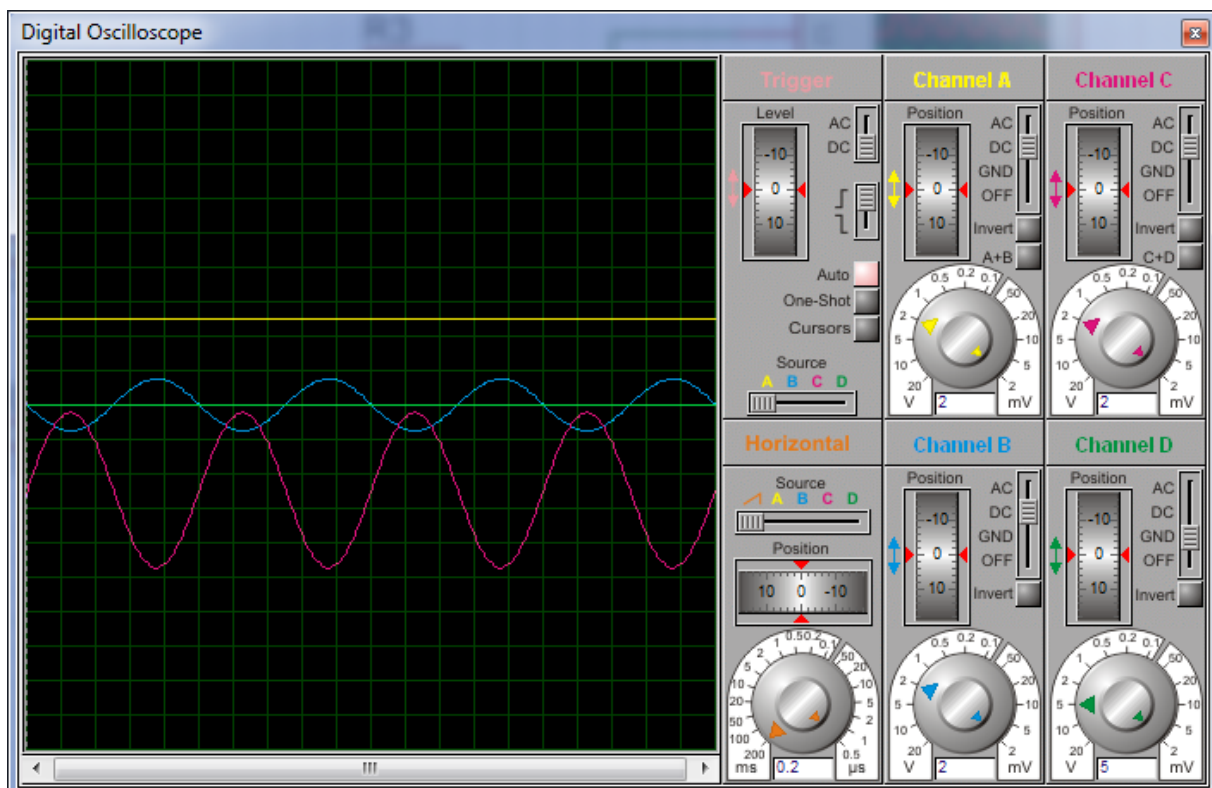 Digital Oscilloscope
Trigger
Level
AC
DC
-10
0
10
Auto
One-Shot
Cursors
Source
A B C D
Channel A
Position
AC
DC
GND
OFF
-10
0
10
Invert
A+B
0.5 0.2 0.1
1 50
2 20
5 10
10 5
20 2
V 2 mV
Channel C
Position
AC
DC
GND
OFF
-10
0
10
Invert
C+D
0.5 0.2 0.1
1 50
2 20
5 10
10 5
20 2
V 2 mV
Horizontal
Source
A B C D
Position
10 0 -10
1 0.50.2 0.1
2 50
5 20
10 10
20 5
50 2
100 1
200 0.5
ms 0.2 µs
Channel B
Position
AC
DC
GND
OFF
-10
0
10
Invert
0.5 0.2 0.1
1 50
2 20
5 10
10 5
20 2
V 2 mV
Channel D
Position
AC
DC
GND
OFF
-10
0
10
Invert
0.5 0.2 0.1
1 50
2 20
5 10
10 5
20 2
V 5 mV